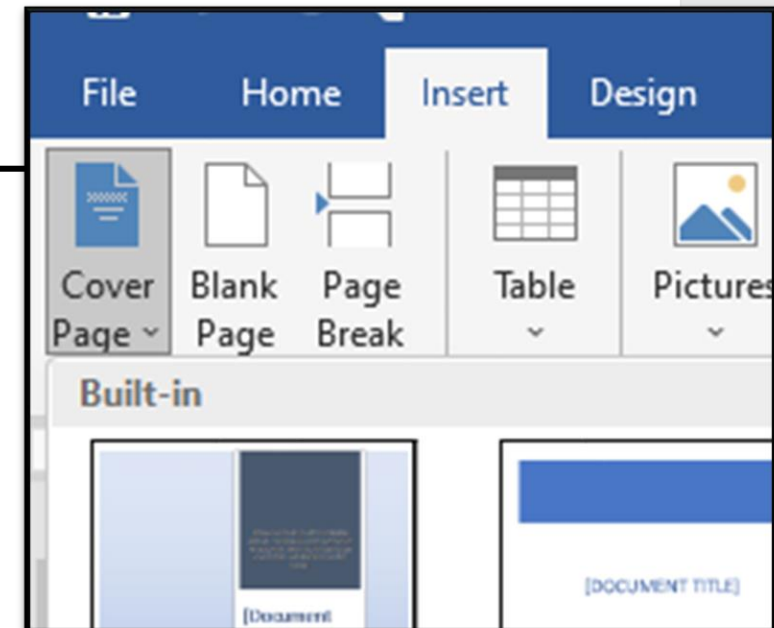 File Home Insert Design
Cover Page Blank Page Page Break Table Pictures
Built-in
[DOCUMENT TITLE]
[Document